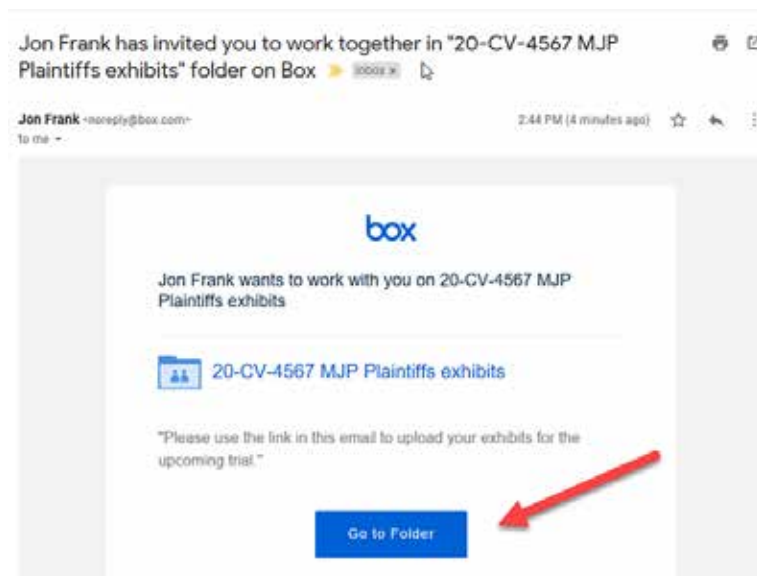 Jon Frank has invited you to work together in "20-CV-4567 MJP
Plaintiffs exhibits" folder on Box Inbox x
Jon Frank <noreply@box.com>
2:44 PM (4 minutes ago)
to me
box
Jon Frank wants to work with you on 20-CV-4567 MJP
Plaintiffs exhibits
20-CV-4567 MJP Plaintiffs exhibits
"Please use the link in this email to upload your exhibits for the
upcoming trial."
Go to Folder